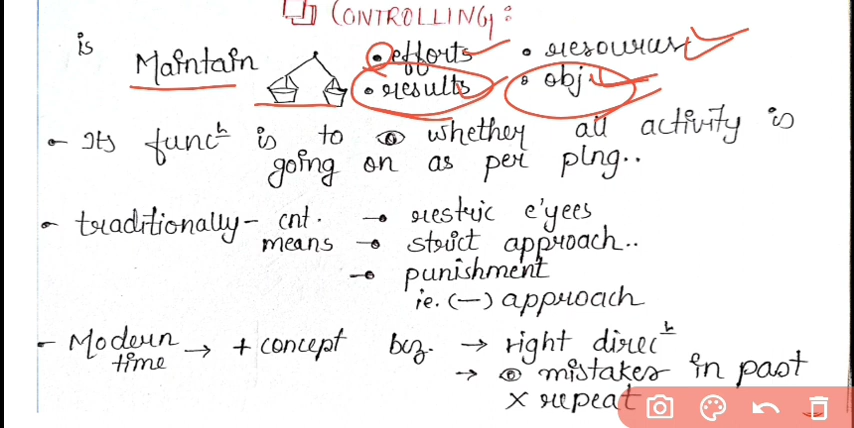 CONTROLLING :
is Maintain • efforts • resources
• results • obj
- Its funcⁿ is to whether all activity is
going on as per plng..
- traditionally - cnt. means → restric e'yees
→ strict approach..
→ punishment
ie. (-) approach
- Modern time → + concept bcz. → right direcⁿ
→ mistakes in past
x repeat